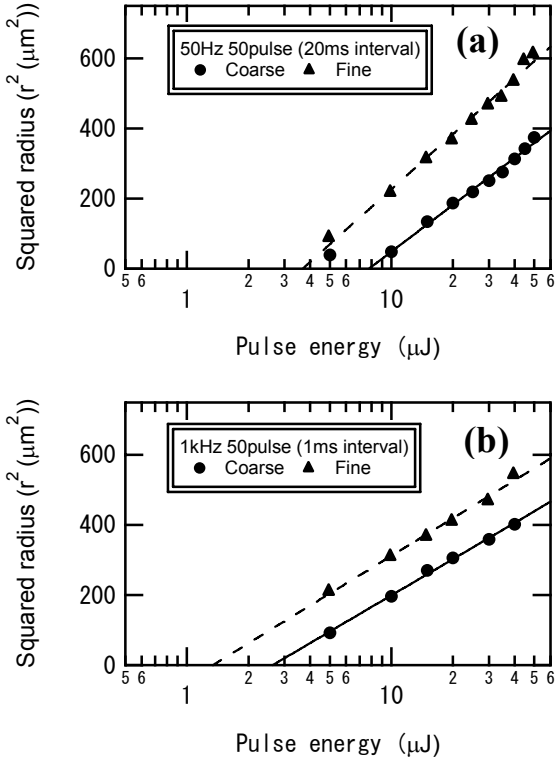 (a)
50Hz 50pulse (20ms interval)
● Coarse ▲ Fine
Squared radius (r² (μm²))
600
400
200
0
5 6 2 3 4 5 6 2 3 4 5 6
1 10
Pulse energy (μJ)
(b)
1kHz 50pulse (1ms interval)
● Coarse ▲ Fine
Squared radius (r² (μm²))
600
400
200
0
5 6 2 3 4 5 6 2 3 4 5 6
1 10
Pulse energy (μJ)